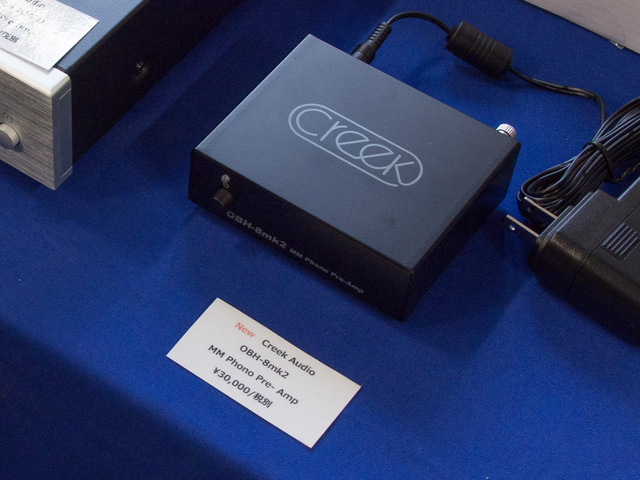 creek
OBH-8mk2 MM Phono Pre-Amp
New Creek Audio
OBH-8mk2
MM Phono Pre- Amp
¥30,000/税別